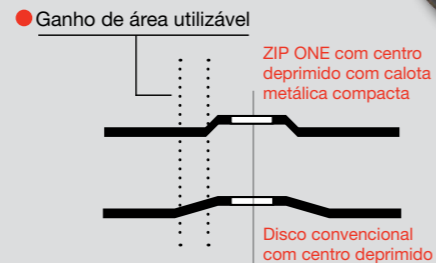 Ganho de área utilizável
ZIP ONE com centro
deprimido com calota
metálica compacta
Disco convencional
com centro deprimido